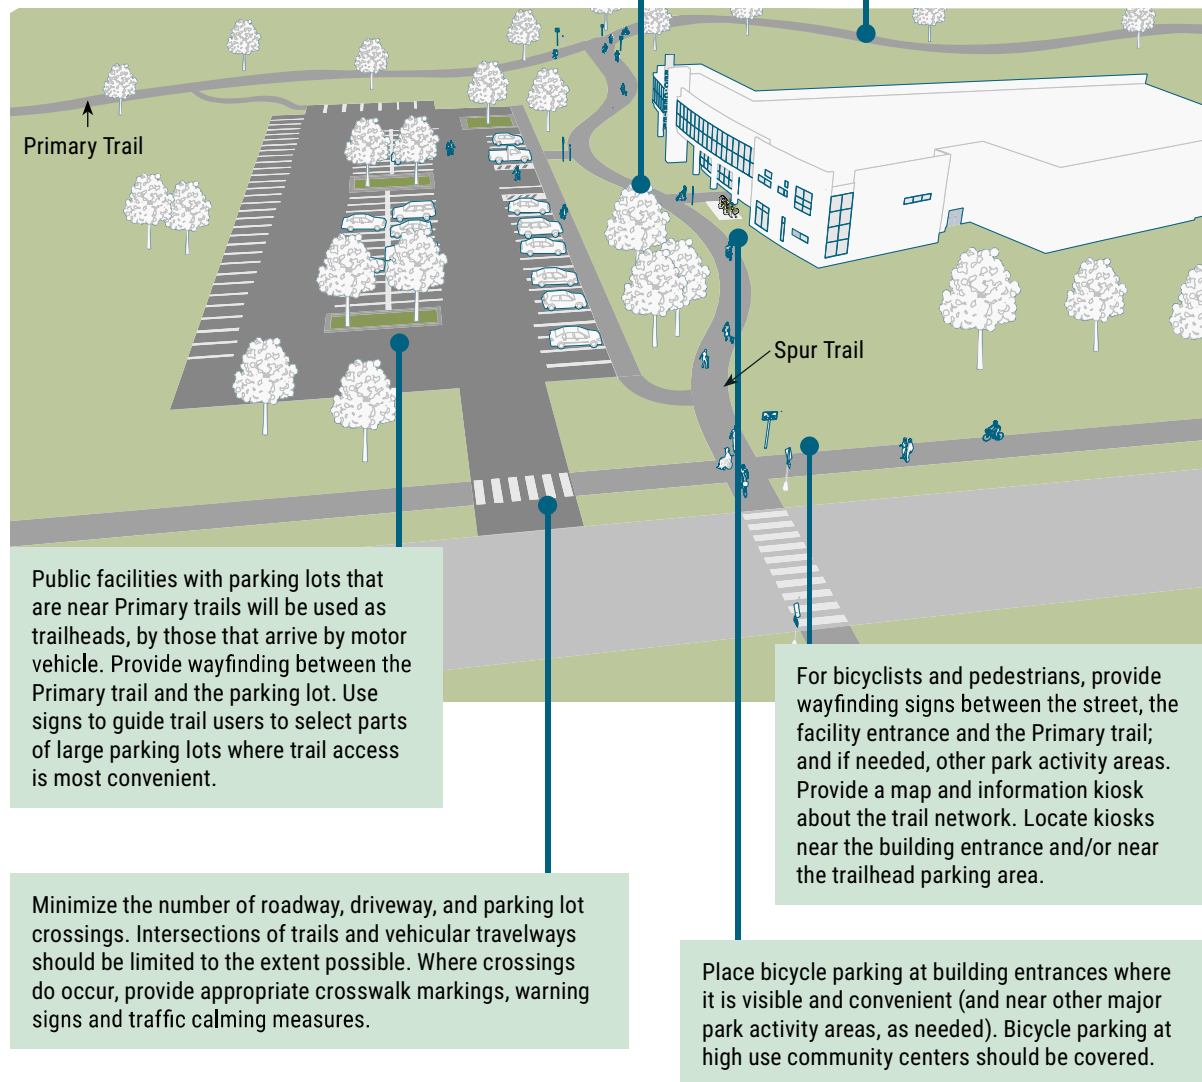 Primary Trail
Spur Trail
Public facilities with parking lots that
are near Primary trails will be used as
trailheads, by those that arrive by motor
vehicle. Provide wayfinding between the
Primary trail and the parking lot. Use
signs to guide trail users to select parts
of large parking lots where trail access
is most convenient.
For bicyclists and pedestrians, provide
wayfinding signs between the street, the
facility entrance and the Primary trail;
and if needed, other park activity areas.
Provide a map and information kiosk
about the trail network. Locate kiosks
near the building entrance and/or near
the trailhead parking area.
Minimize the number of roadway, driveway, and parking lot
crossings. Intersections of trails and vehicular travelways
should be limited to the extent possible. Where crossings
do occur, provide appropriate crosswalk markings, warning
signs and traffic calming measures.
Place bicycle parking at building entrances where
it is visible and convenient (and near other major
park activity areas, as needed). Bicycle parking at
high use community centers should be covered.